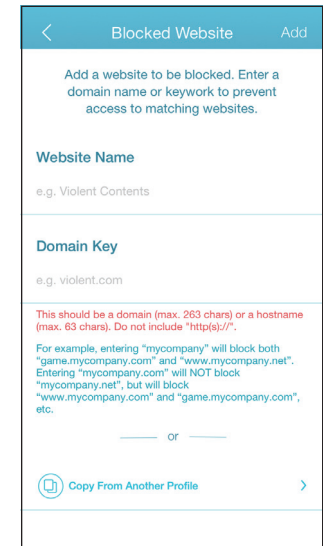 Blocked Website Add
Add a website to be blocked. Enter a
domain name or keywork to prevent
access to matching websites.
Website Name
e.g. Violent Contents
Domain Key
e.g. violent.com
This should be a domain (max. 263 chars) or a hostname
(max. 63 chars). Do not include "http(s)://".
For example, entering “mycompany” will block both
“game.mycompany.com” and “www.mycompany.net”.
Entering “mycompany.com” will NOT block
“mycompany.net”, but will block
“www.mycompany.com” and “game.mycompany.com”,
etc.
or
Copy From Another Profile